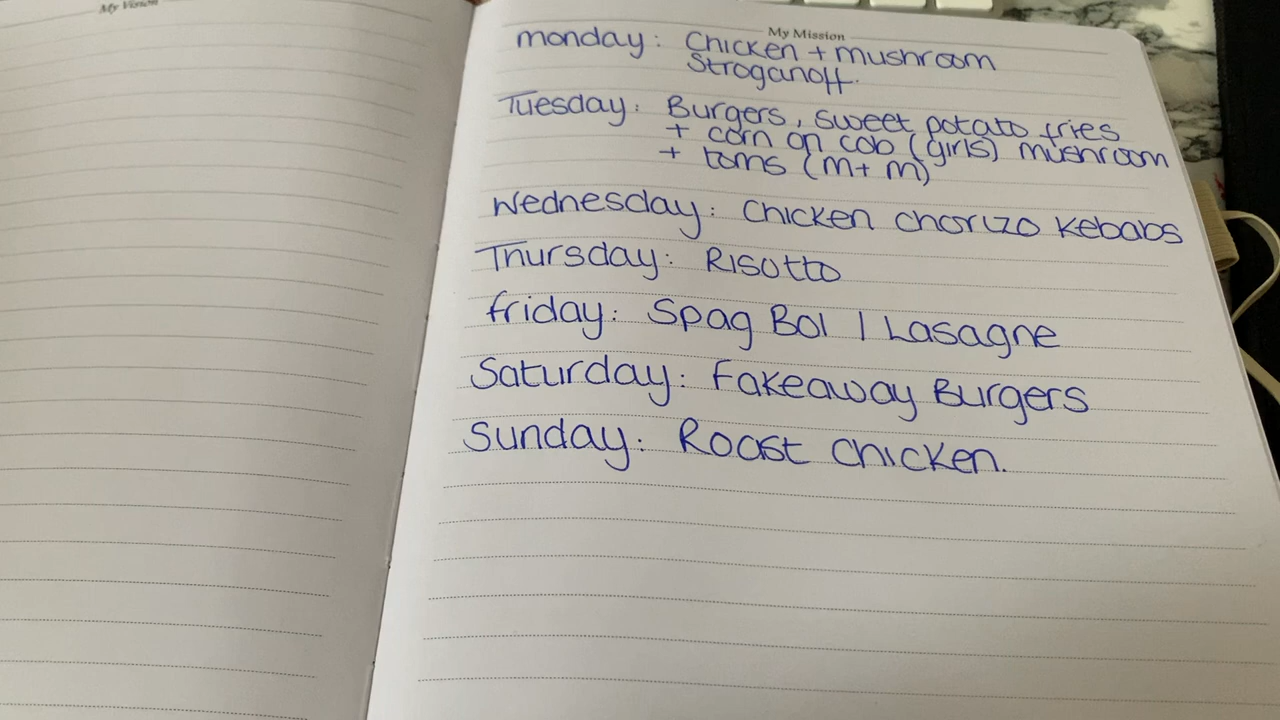 My Vision
My Mission
monday: Chicken + mushroom
Stroganoff.
Tuesday: Burgers, sweet potato fries
+ corn on cob (girls) mushroom
+ toms (m+m)
Wednesday: Chicken chorizo Kebabs
Thursday: Risotto
friday: Spag Bol / Lasagne
Saturday: Fakeaway Burgers
Sunday: Roast Chicken.